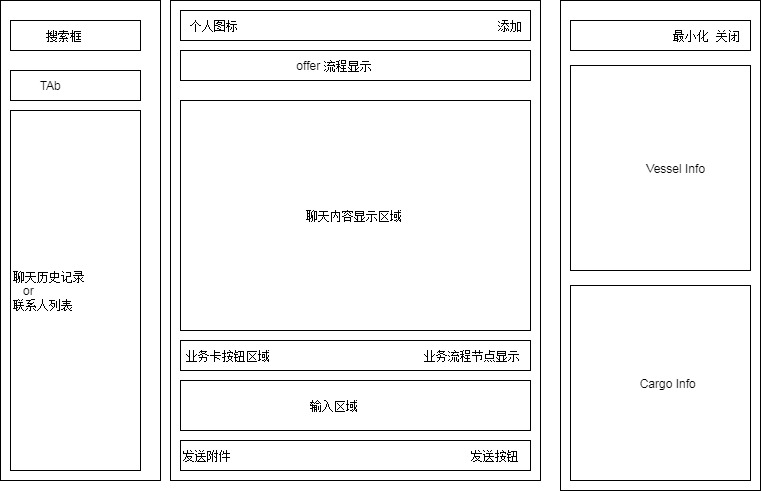 搜索框
TAb
聊天历史记录
or
联系人列表
个人图标 添加
offer 流程显示
聊天内容显示区域
业务卡按钮区域 业务流程节点显示
输入区域
发送附件 发送按钮
最小化 关闭
Vessel Info
Cargo Info